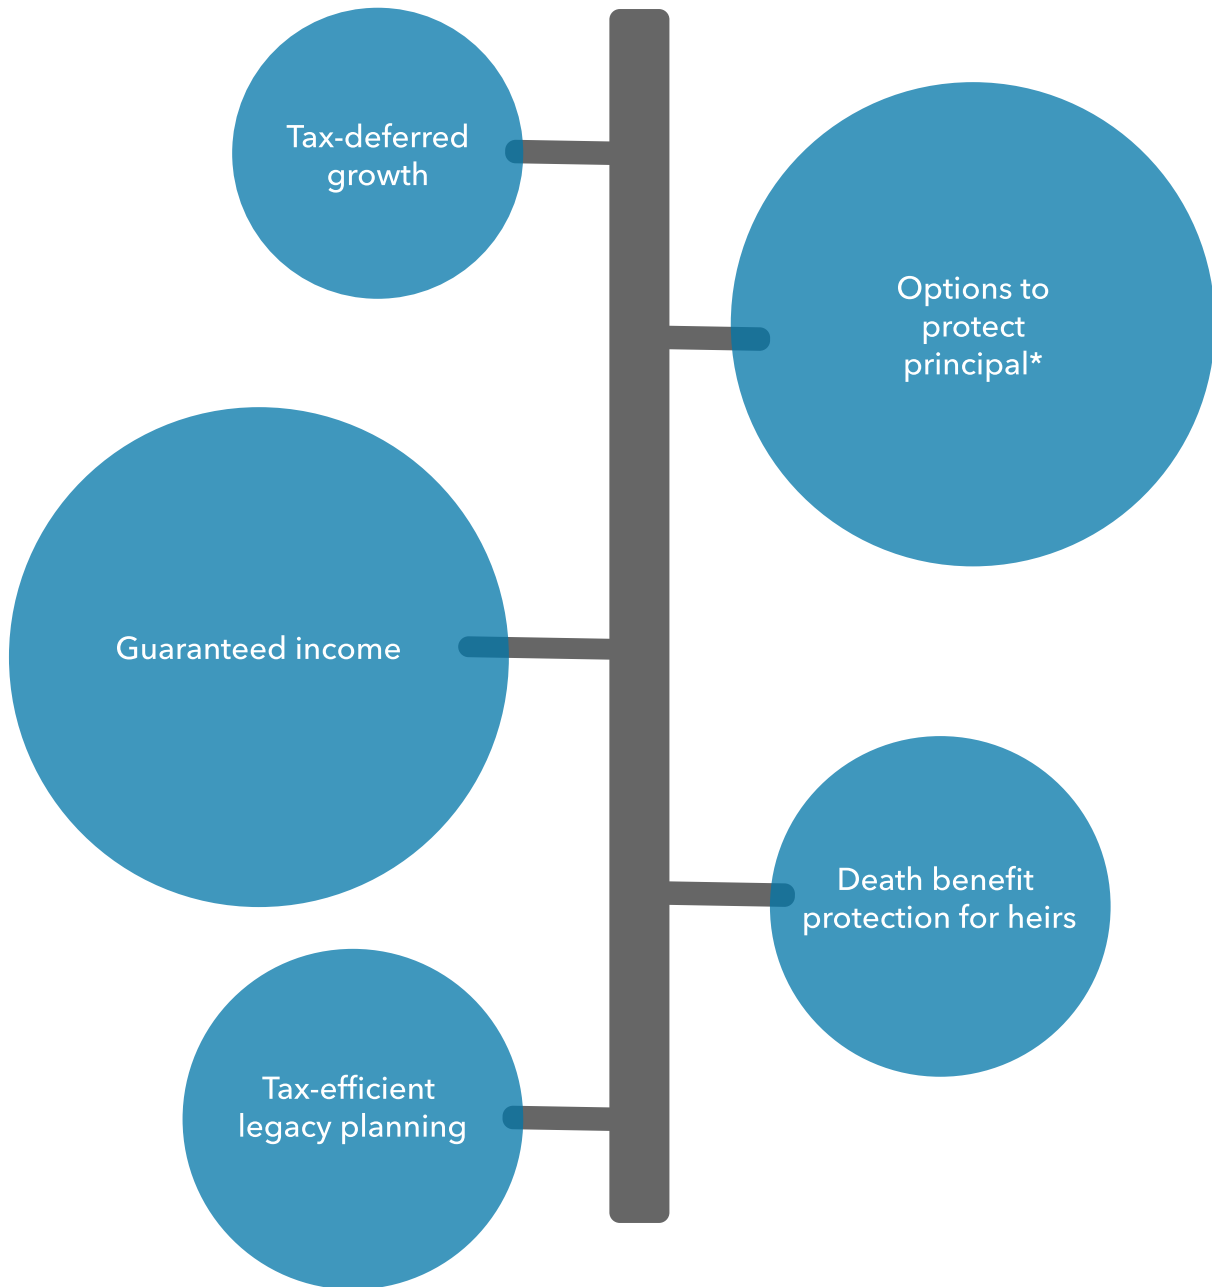 Tax-deferred
growth
Options to
protect
principal*
Guaranteed income
Death benefit
protection for heirs
Tax-efficient
legacy planning